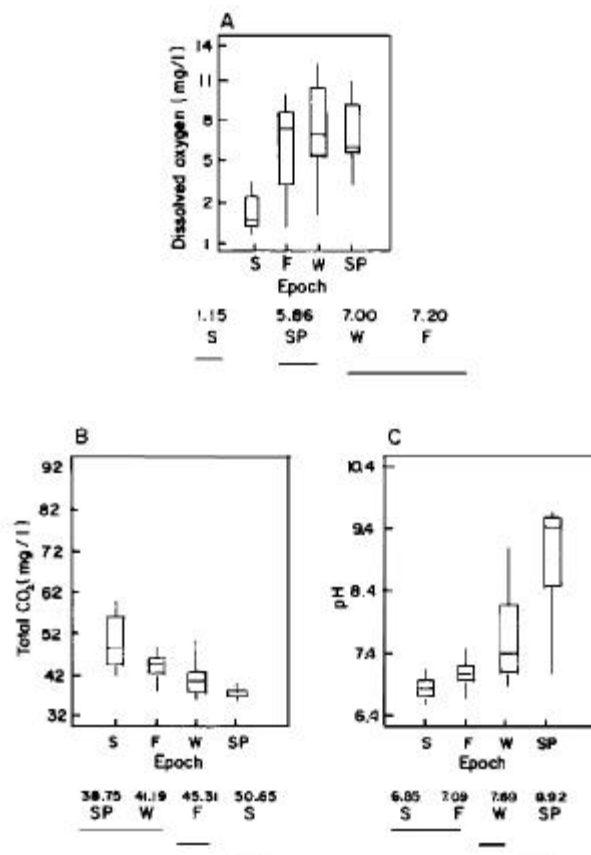 A
Dissolved oxygen (mg/l)
14
11
8
5
2
1
S F W SP
Epoch
1.15 5.86 7.00 7.20
S SP W F
B
Total CO₂(mg/l)
92
82
72
62
52
42
32
S F W SP
Epoch
38.75 41.19 45.31 50.65
SP W F S
C
pH
10.4
9.4
8.4
7.4
6.4
S F W SP
Epoch
6.85 7.09 7.69 8.92
S F W SP